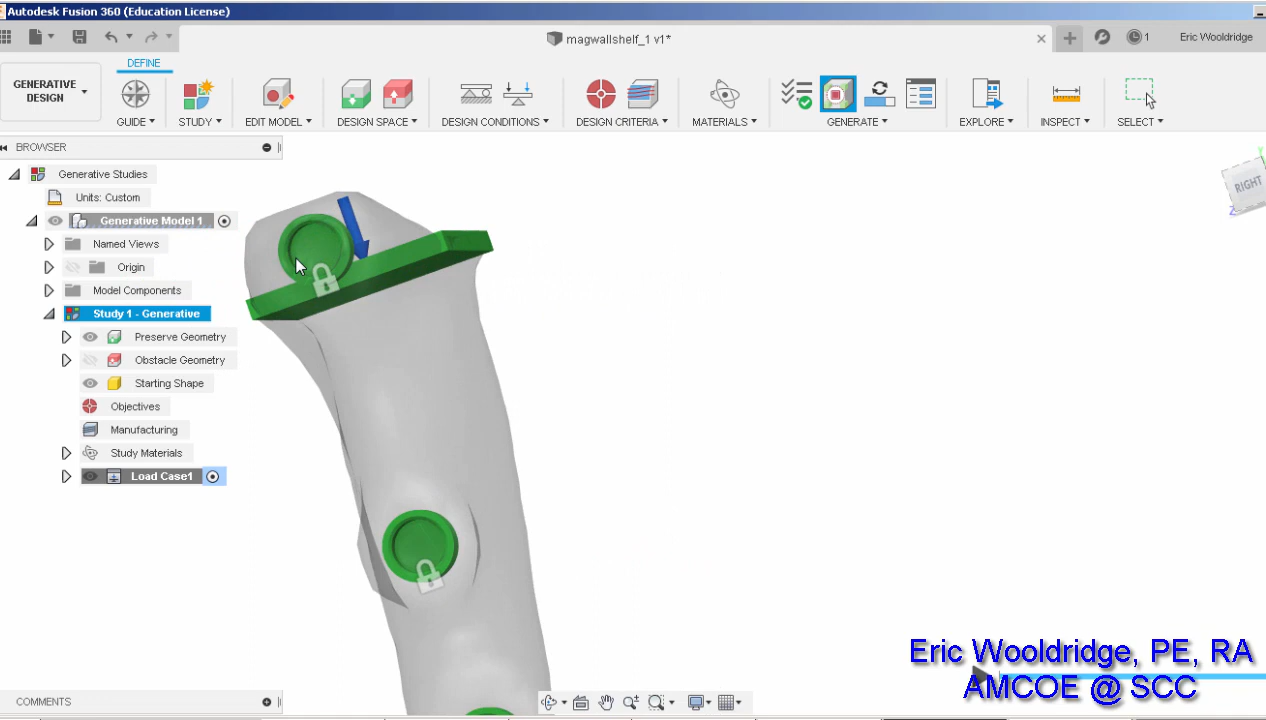 Autodesk Fusion 360 (Education License)
magwallshelf_1 v1*
1
Eric Wooldridge
DEFINE
GENERATIVE
DESIGN
GUIDE
STUDY
EDIT MODEL
DESIGN SPACE
DESIGN CONDITIONS
DESIGN CRITERIA
MATERIALS
GENERATE
EXPLORE
INSPECT
SELECT
BROWSER
Generative Studies
Units: Custom
Generative Model 1
Named Views
Origin
Model Components
Study 1 - Generative
Preserve Geometry
Obstacle Geometry
Starting Shape
Objectives
Manufacturing
Study Materials
Load Case1
RIGHT
Z
Y
Eric Wooldridge, PE, RA
AMCOE @ SCC
COMMENTS